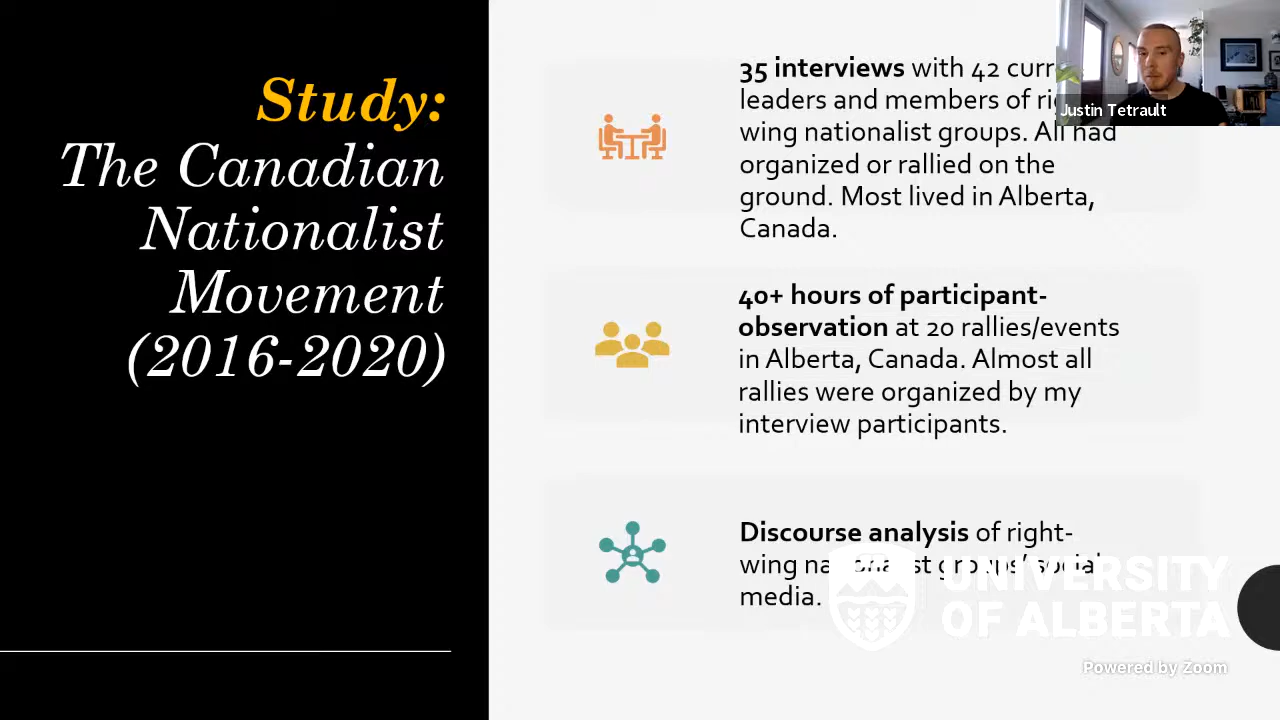 Study:
The Canadian
Nationalist
Movement
(2016-2020)
35 interviews with 42 curr
leaders and members of ri
wing nationalist groups. All had
organized or rallied on the
ground. Most lived in Alberta,
Canada.
40+ hours of participant-
observation at 20 rallies/events
in Alberta, Canada. Almost all
rallies were organized by my
interview participants.
Discourse analysis of right-
wing nationalist groups' social
media.
Justin Tetrault
UNIVERSITY
OF ALBERTA
Powered by Zoom